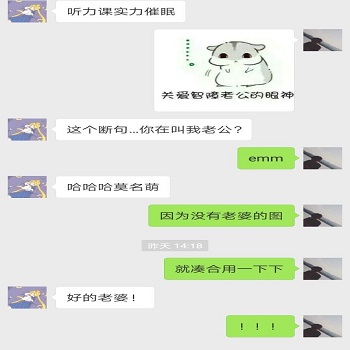 听力课实力催眠
关爱智障老公的眼神
这个断句...你在叫我老公？
emm
哈哈哈莫名萌
因为没有老婆的图
昨天 14:18
就凑合用一下下
好的老婆！
！！！